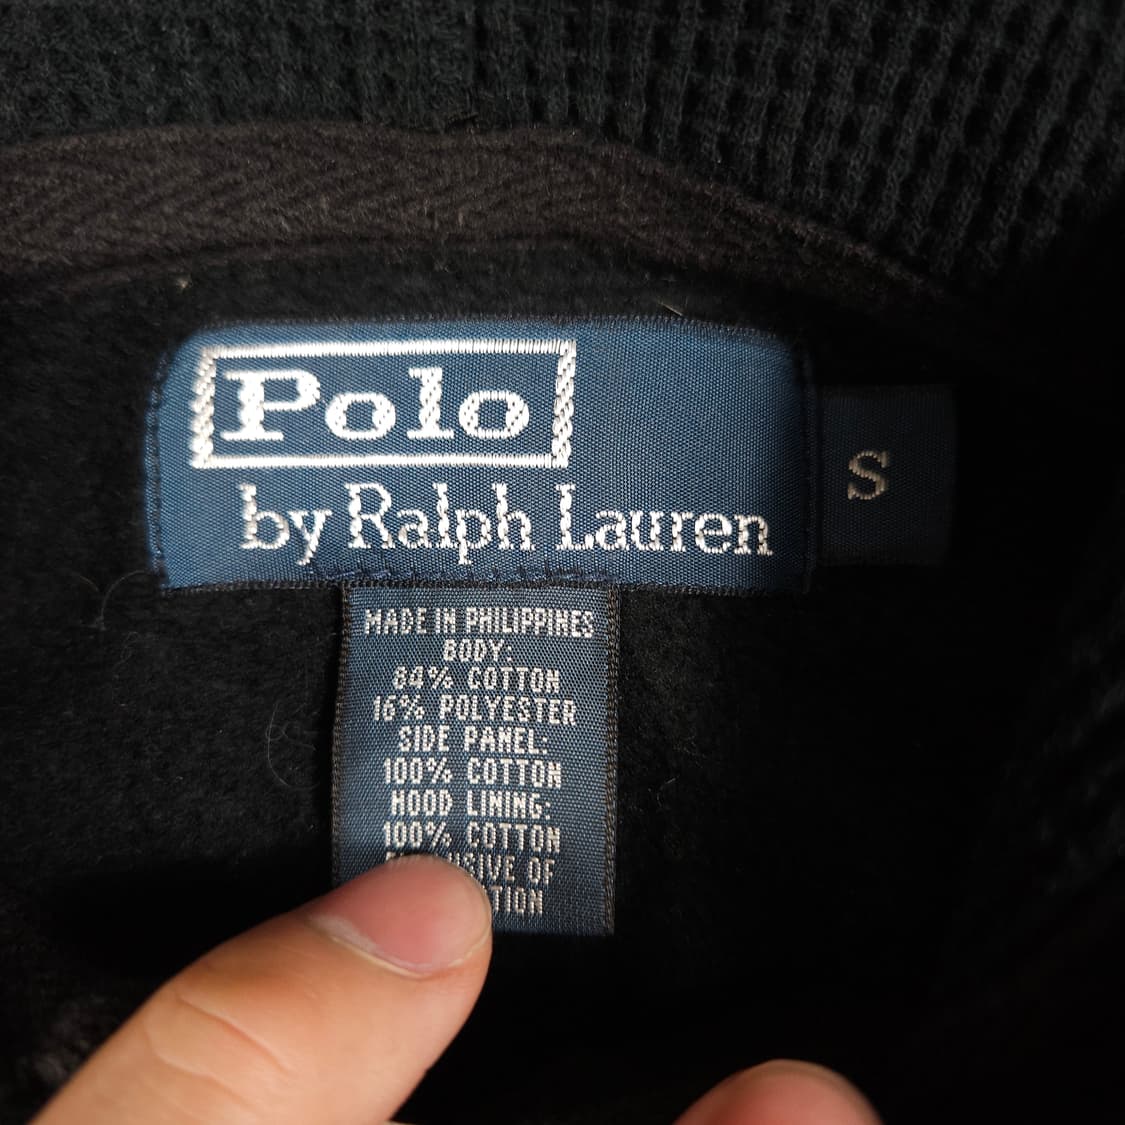 Polo
by Ralph Lauren
S
MADE IN PHILIPPINES
BODY:
84% COTTON
16% POLYESTER
SIDE PANEL:
100% COTTON
HOOD LINING:
100% COTTON
OF